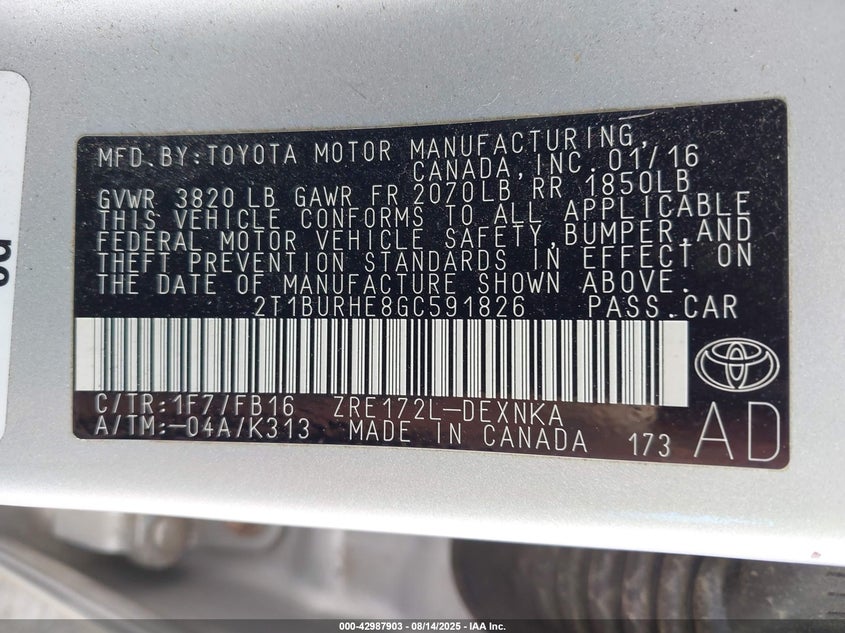 MFD.BY:TOYOTA MOTOR MANUFACTURING,
CANADA,INC. 01/16
GVWR 3820 LB GAWR FR 2070LB RR 1850LB
THIS VEHICLE CONFORMS TO ALL APPLICABLE
FEDERAL MOTOR VEHICLE SAFETY,BUMPER,AND
THEFT PREVENTION STANDARDS IN EFFECT ON
THE DATE OF MANUFACTURE SHOWN ABOVE.
2T1BURHE8GC591826 PASS.CAR
C/TR:1F7/FB16 ZRE172L-DEXNKA
A/TM:-04A/K313 MADE IN CANADA 173 AD
000-42987903 - 08/14/2025 - IAA Inc.